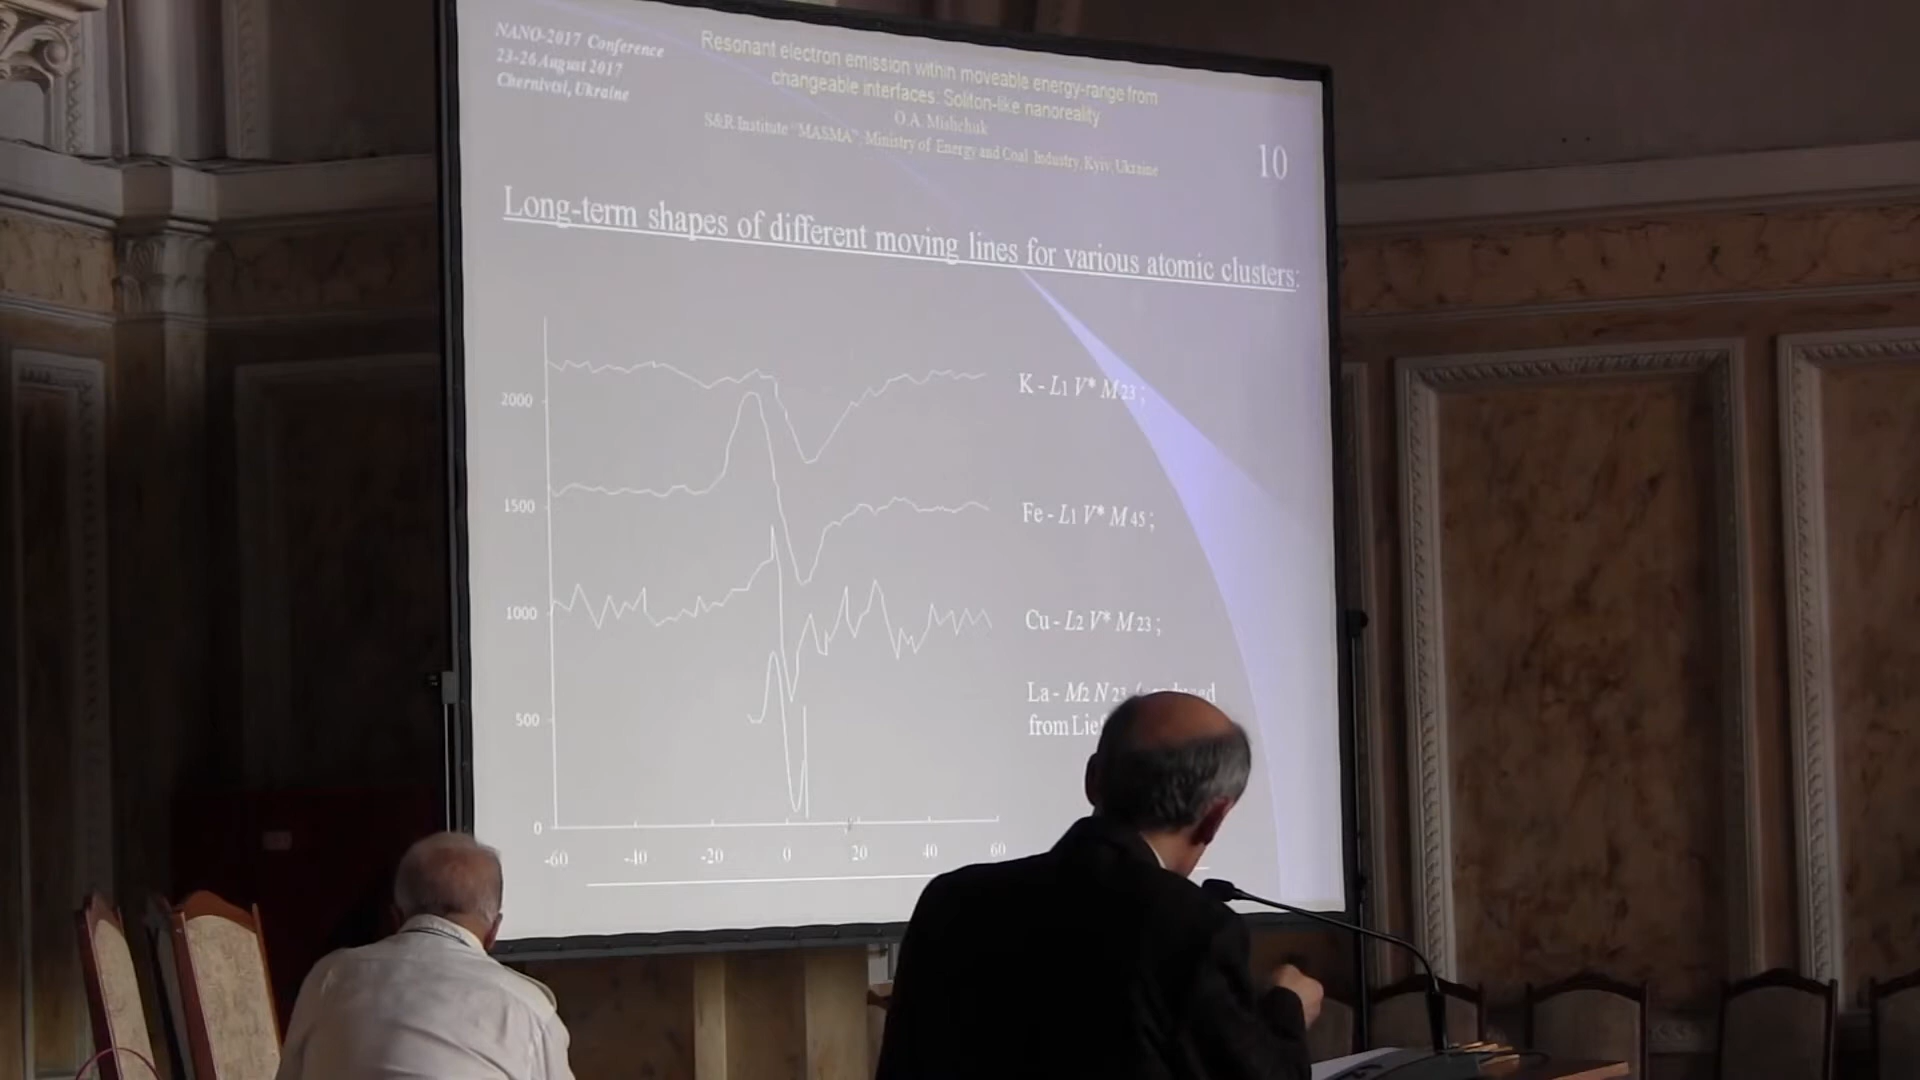 NANO-2017 Conference
23-26 August 2017
Chernivtsi, Ukraine
Resonant electron emission within moveable energy-range from
changeable interfaces: Soliton-like nanoreality
O.A. Mishchuk
S&R Institute "MASMA", Ministry of Energy and Coal Industry, Kyiv, Ukraine
10
Long-term shapes of different moving lines for various atomic clusters:
2000
1500
1000
500
0
-60 -40 -20 0 20 40 60
K - L1 V* M23 ;
Fe - L1 V* M45 ;
Cu - L2 V* M23 ;
La - M2 N23
from